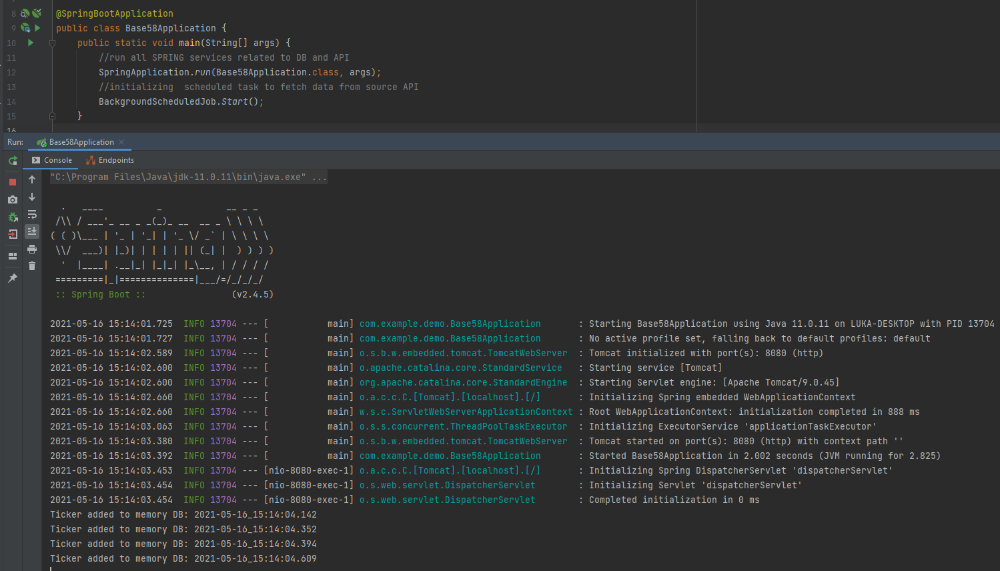 8 @SpringBootApplication
9 public class Base58Application {
10 public static void main(String[] args) {
11 //run all SPRING services related to DB and API
12 SpringApplication.run(Base58Application.class, args);
13 //initializing  scheduled task to fetch data from source API
14 BackgroundScheduledJob.Start();
15 }
16
Run: Base58Application ×
Console Endpoints
"C:\Program Files\Java\jdk-11.0.11\bin\java.exe" ...
  .   ____          _            __ _ _
 /\\ / ___'_ __ _ _(_)_ __  __ _ \ \ \ \
( ( )\___ | '_ | '_| | '_ \/ _` | \ \ \ \
 \\/  ___)| |_)| | | | | || (_| |  ) ) ) )
  '  |____| .__|_| |_|_| |_\__, | / / / /
 =========|_|==============|___/=/_/_/_/
 :: Spring Boot ::                (v2.4.5)
2021-05-16 15:14:01.725  INFO 13704 --- [           main] com.example.demo.Base58Application       : Starting Base58Application using Java 11.0.11 on LUKA-DESKTOP with PID 13704
2021-05-16 15:14:01.727  INFO 13704 --- [           main] com.example.demo.Base58Application       : No active profile set, falling back to default profiles: default
2021-05-16 15:14:02.589  INFO 13704 --- [           main] o.s.b.w.embedded.tomcat.TomcatWebServer  : Tomcat initialized with port(s): 8080 (http)
2021-05-16 15:14:02.600  INFO 13704 --- [           main] o.apache.catalina.core.StandardService   : Starting service [Tomcat]
2021-05-16 15:14:02.600  INFO 13704 --- [           main] org.apache.catalina.core.StandardEngine  : Starting Servlet engine: [Apache Tomcat/9.0.45]
2021-05-16 15:14:02.660  INFO 13704 --- [           main] o.a.c.c.C.[Tomcat].[localhost].[/]       : Initializing Spring embedded WebApplicationContext
2021-05-16 15:14:02.660  INFO 13704 --- [           main] w.s.c.ServletWebServerApplicationContext : Root WebApplicationContext: initialization completed in 888 ms
2021-05-16 15:14:03.063  INFO 13704 --- [           main] o.s.s.concurrent.ThreadPoolTaskExecutor  : Initializing ExecutorService 'applicationTaskExecutor'
2021-05-16 15:14:03.380  INFO 13704 --- [           main] o.s.b.w.embedded.tomcat.TomcatWebServer  : Tomcat started on port(s): 8080 (http) with context path ''
2021-05-16 15:14:03.392  INFO 13704 --- [           main] com.example.demo.Base58Application       : Started Base58Application in 2.002 seconds (JVM running for 2.825)
2021-05-16 15:14:03.453  INFO 13704 --- [nio-8080-exec-1] o.a.c.c.C.[Tomcat].[localhost].[/]       : Initializing Spring DispatcherServlet 'dispatcherServlet'
2021-05-16 15:14:03.454  INFO 13704 --- [nio-8080-exec-1] o.s.web.servlet.DispatcherServlet        : Initializing Servlet 'dispatcherServlet'
2021-05-16 15:14:03.454  INFO 13704 --- [nio-8080-exec-1] o.s.web.servlet.DispatcherServlet        : Completed initialization in 0 ms
Ticker added to memory DB: 2021-05-16_15:14:04.142
Ticker added to memory DB: 2021-05-16_15:14:04.352
Ticker added to memory DB: 2021-05-16_15:14:04.394
Ticker added to memory DB: 2021-05-16_15:14:04.609